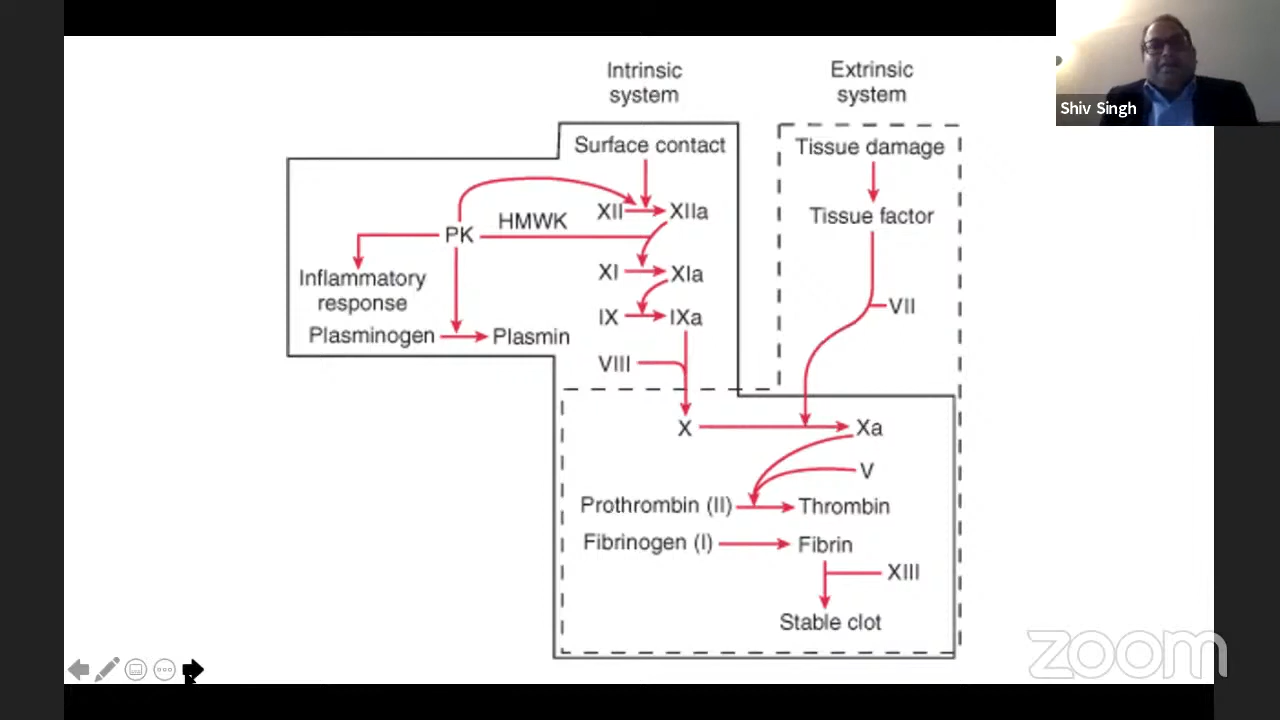 Shiv Singh
Intrinsic
system
Extrinsic
system
Surface contact
Tissue damage
XII
XIIa
Tissue factor
HMWK
PK
XI
XIa
Inflammatory
response
IX
IXa
VII
Plasminogen
Plasmin
VIII
X
Xa
V
Prothrombin (II)
Thrombin
Fibrinogen (I)
Fibrin
XIII
Stable clot
zoom